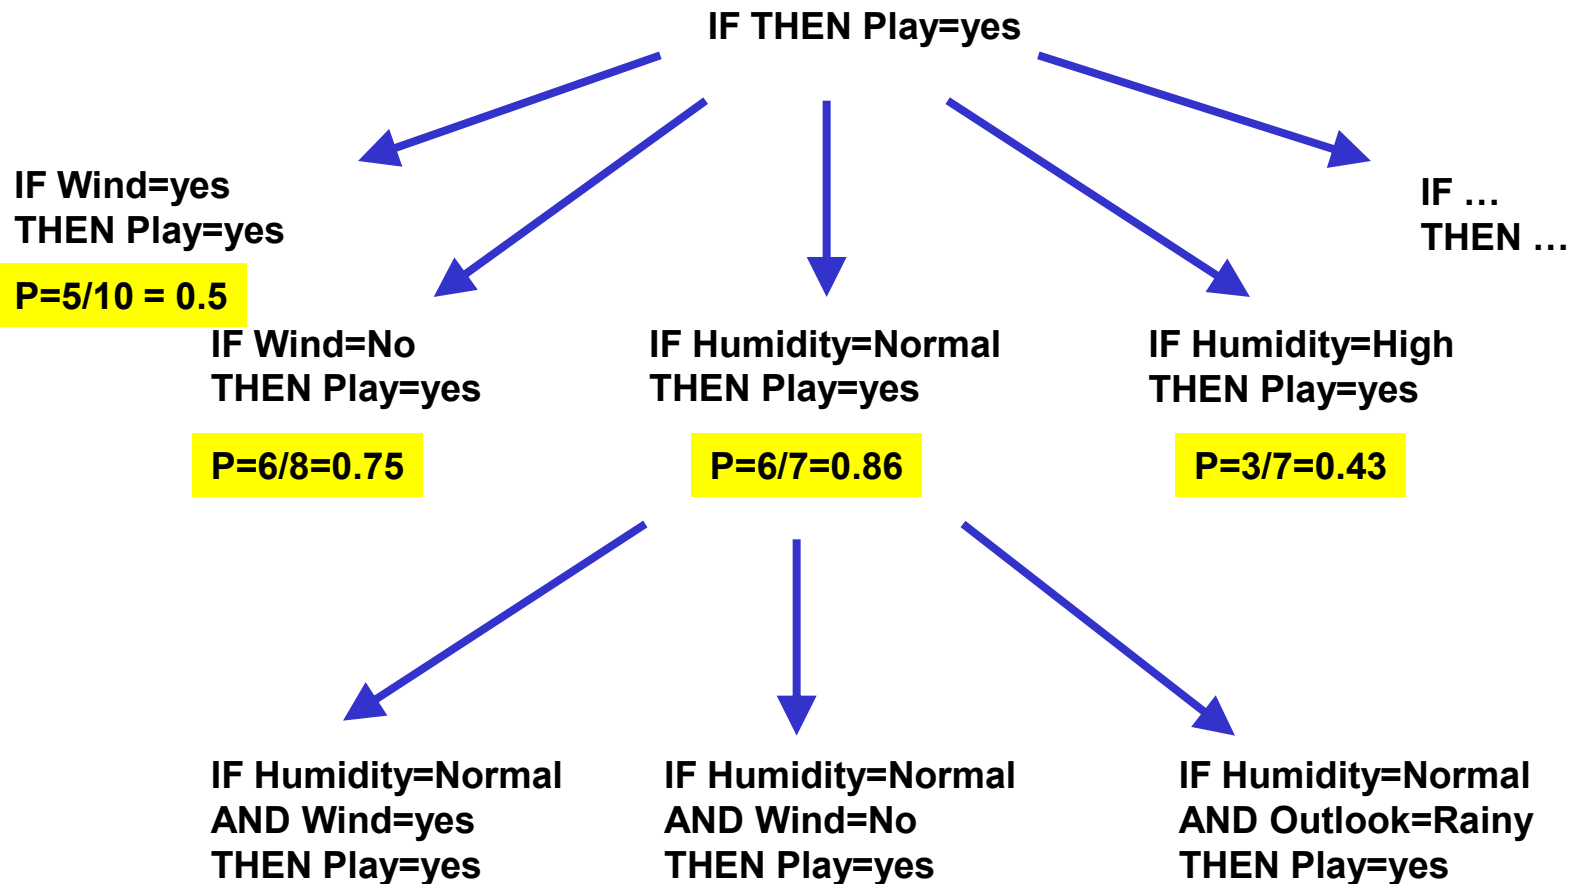 IF THEN Play=yes
IF Wind=yes
THEN Play=yes
P=5/10 = 0.5
IF …
THEN …
IF Wind=No
THEN Play=yes
P=6/8=0.75
IF Humidity=Normal
THEN Play=yes
P=6/7=0.86
IF Humidity=High
THEN Play=yes
P=3/7=0.43
IF Humidity=Normal
AND Wind=yes
THEN Play=yes
IF Humidity=Normal
AND Wind=No
THEN Play=yes
IF Humidity=Normal
AND Outlook=Rainy
THEN Play=yes